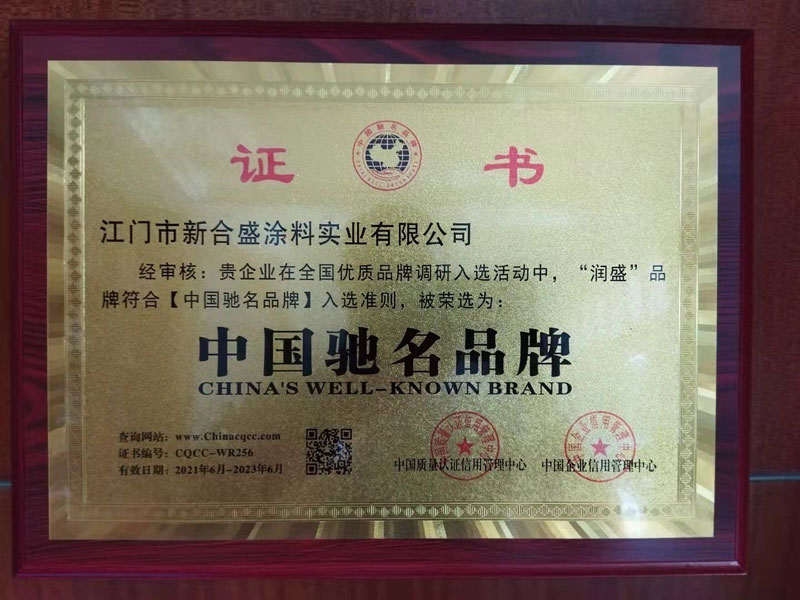 证 书
中国驰名品牌
江门市新合盛涂料实业有限公司
经审核：贵企业在全国优质品牌调研入选活动中，“润盛”品
牌符合【中国驰名品牌】入选准则，被荣选为：
中国驰名品牌
CHINA'S WELL-KNOWN BRAND
查询网站：www.Chinacqcc.com
证书编号：CQCC-WR256
有效日期：2021年6月-2023年6月
中国质量认证信用管理中心
中国企业信用管理中心